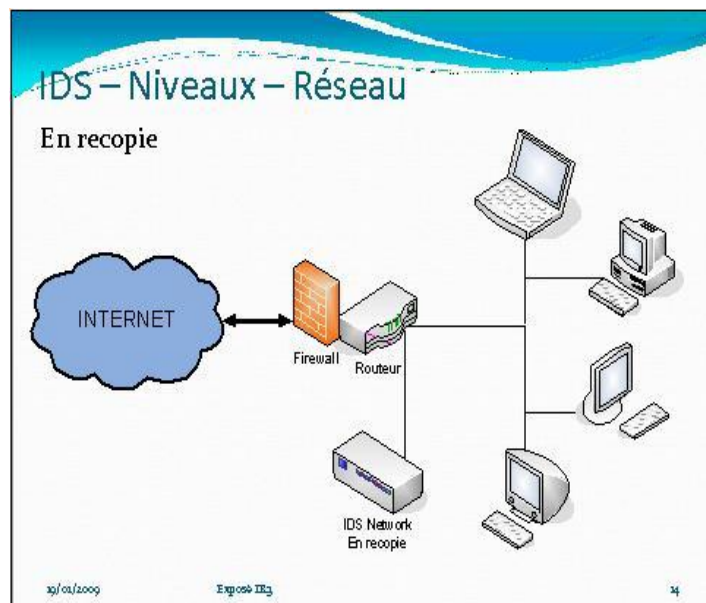 IDS – Niveaux – Réseau
En recopie
INTERNET
Firewall
Routeur
IDS Network
En recopie
19/01/2009
Exposé IR3
14